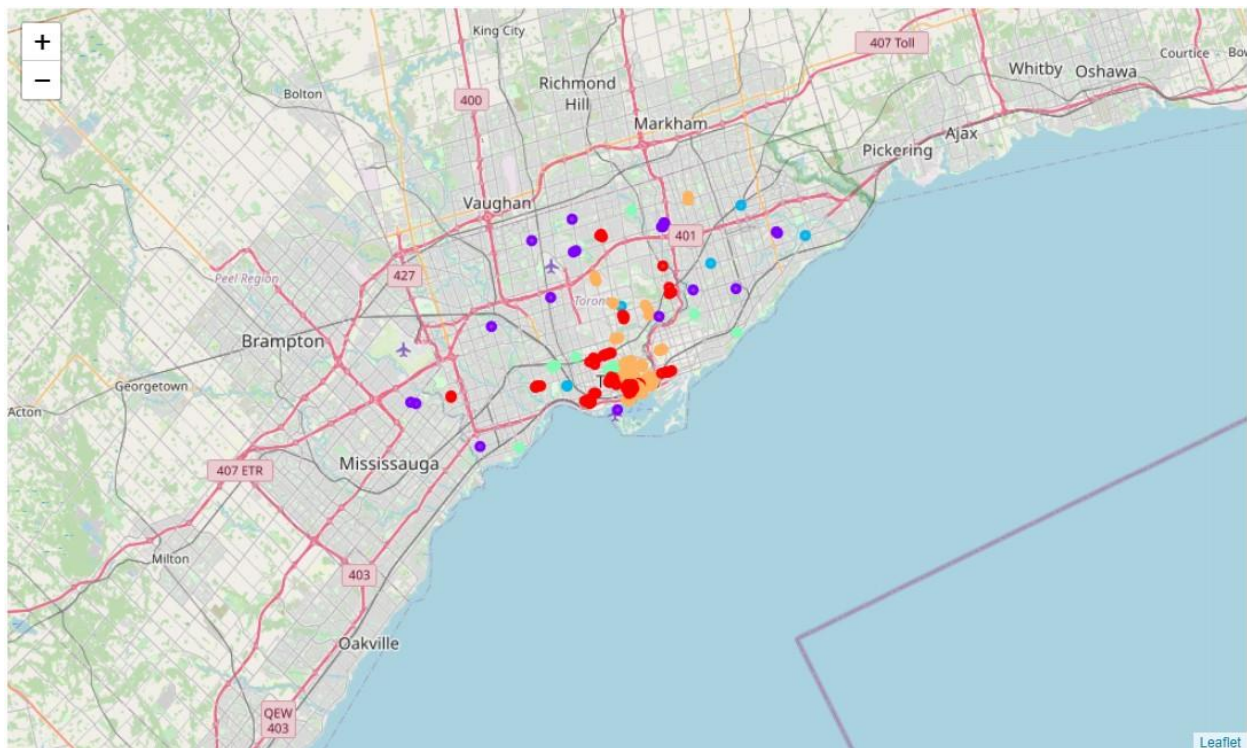 +
−
King City
407 Toll
Courtice
Whitby
Oshawa
Richmond
Hill
Bolton
400
Markham
Ajax
Pickering
Vaughan
401
427
Peel Region
Brampton
Georgetown
Acton
Mississauga
407 ETR
Milton
403
Oakville
QEW
403
Leaflet